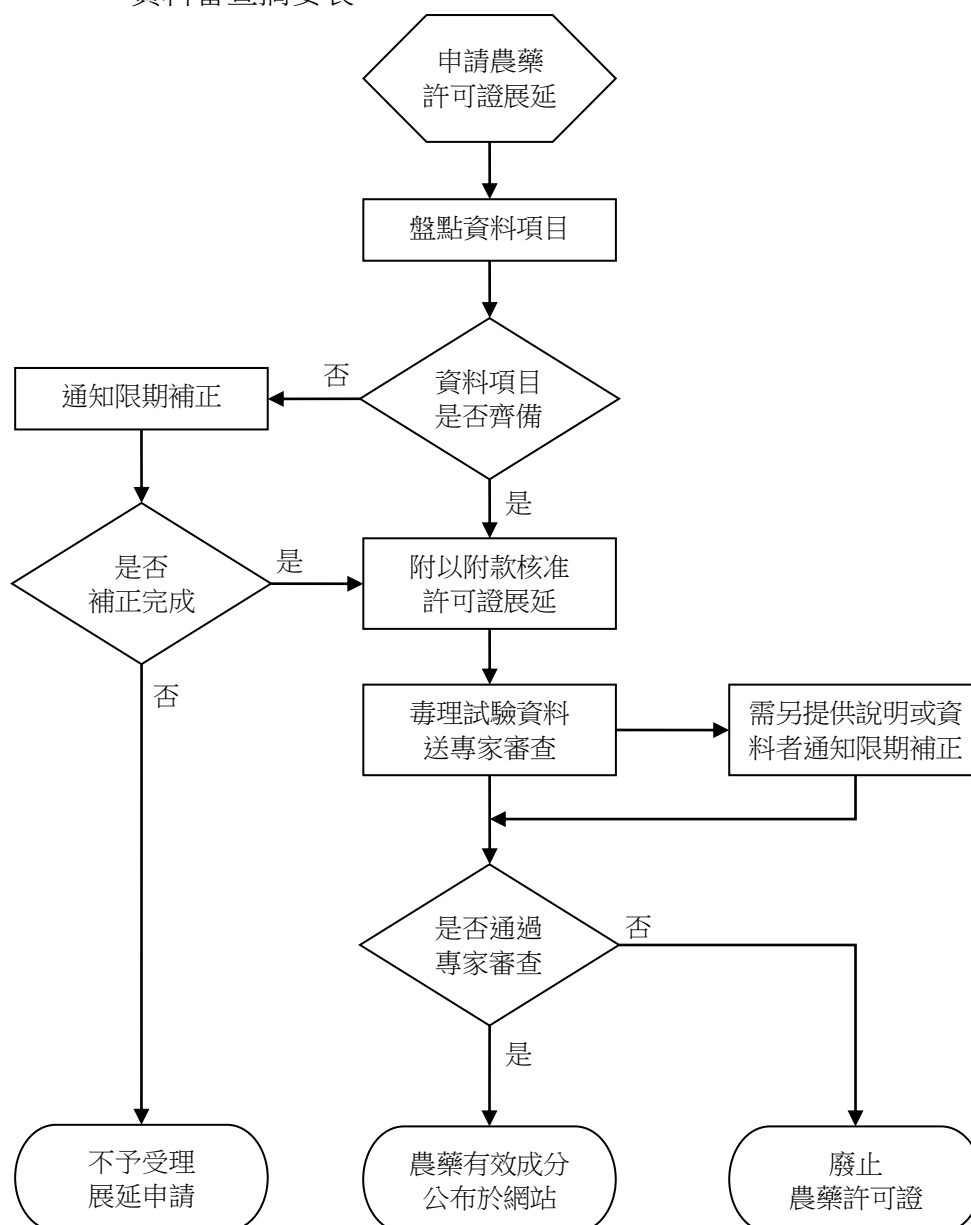 申請農藥
許可證展延
盤點資料項目
資料項目
是否齊備
否
通知限期補正
是
是否
補正完成
是
附以附款核准
許可證展延
否
毒理試驗資料
送專家審查
需另提供說明或資
料者通知限期補正
是否通過
專家審查
否
是
不予受理
展延申請
農藥有效成分
公布於網站
廢止
農藥許可證